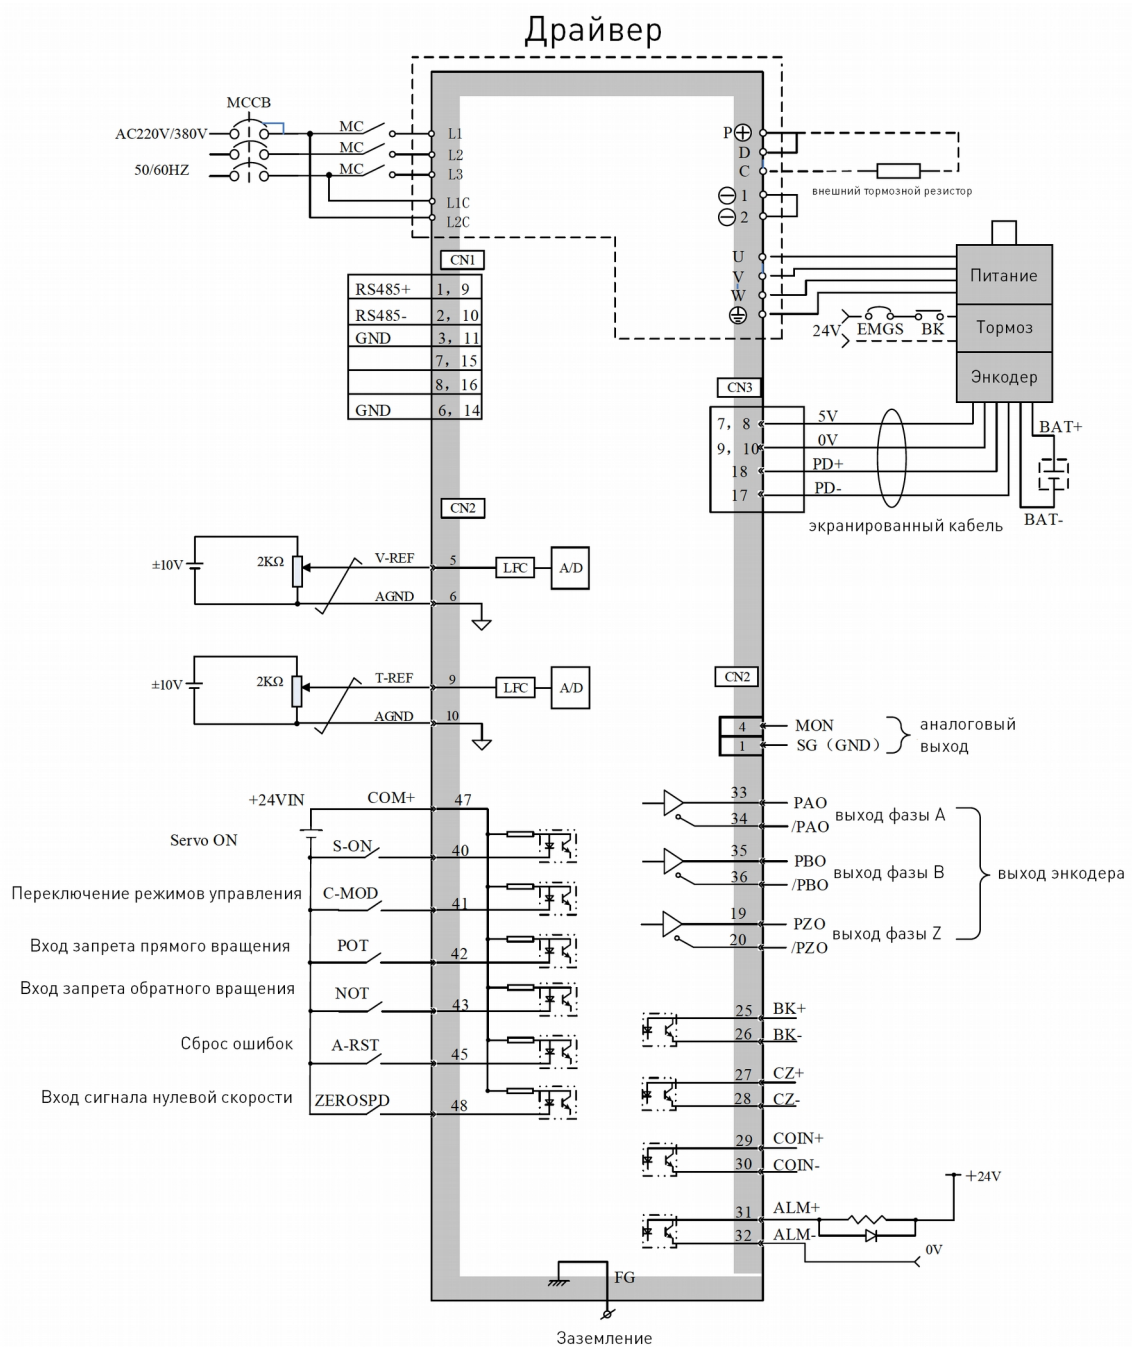 Драйвер
MCCB
AC220V/380V
50/60HZ
MC
MC
MC
L1
L2
L3
L1C
L2C
P
D
C
1
2
внешний тормозной резистор
U
V
W
Питание
24V
EMGS
BK
Тормоз
Энкодер
CN1
RS485+ 1, 9
RS485- 2, 10
GND 3, 11
7, 15
8, 16
GND 6, 14
CN3
7, 8 5V
9, 10 0V
18 PD+
17 PD-
BAT+
BAT-
экранированный кабель
CN2
±10V
2KΩ
V-REF
5
LFC
A/D
AGND
6
±10V
2KΩ
T-REF
9
LFC
A/D
AGND
10
CN2
4 MON
1 SG（GND）
аналоговый
выход
+24VIN
COM+
47
Servo ON
S-ON
40
Переключение режимов управления
C-MOD
41
Вход запрета прямого вращения
POT
42
Вход запрета обратного вращения
NOT
43
Сброс ошибок
A-RST
45
Вход сигнала нулевой скорости
ZEROSPD
48
33 PAO
34 /PAO
выход фазы A
35 PBO
36 /PBO
выход фазы B
19 PZO
20 /PZO
выход фазы Z
выход энкодера
25 BK+
26 BK-
27 CZ+
28 CZ-
29 COIN+
30 COIN-
31 ALM+
32 ALM-
+24V
0V
FG
Заземление